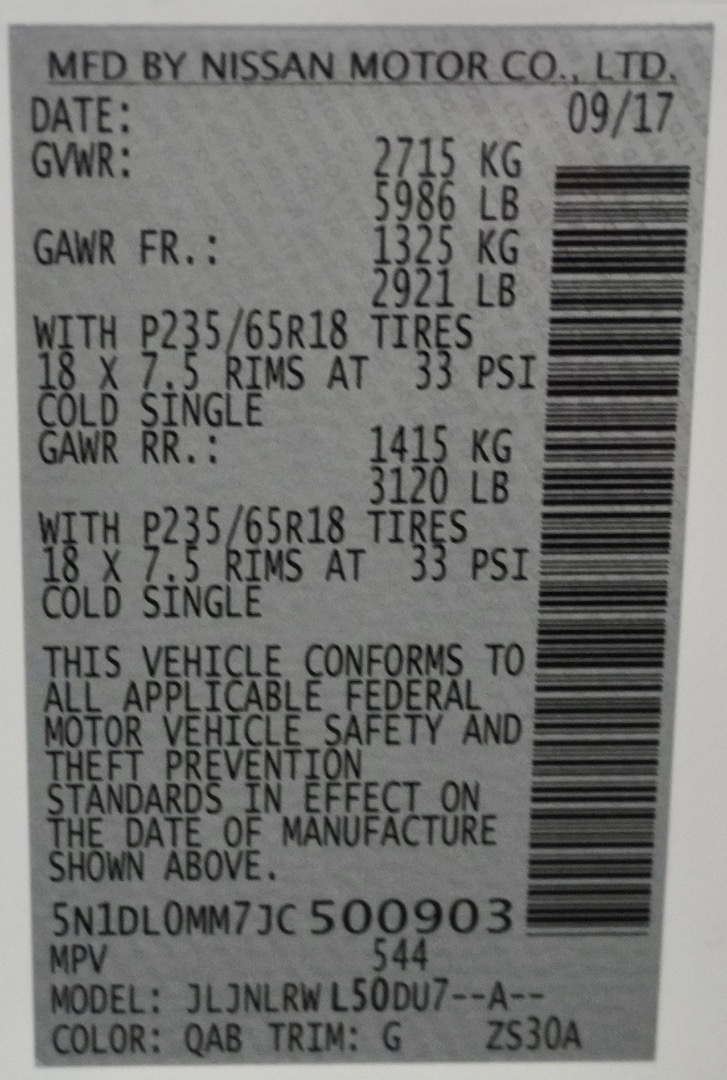 MFD BY NISSAN MOTOR CO., LTD.
DATE: 09/17
GVWR: 2715 KG
5986 LB
GAWR FR.: 1325 KG
2921 LB
WITH P235/65R18 TIRES
18 X 7.5 RIMS AT 33 PSI
COLD SINGLE
GAWR RR.: 1415 KG
3120 LB
WITH P235/65R18 TIRES
18 X 7.5 RIMS AT 33 PSI
COLD SINGLE
THIS VEHICLE CONFORMS TO
ALL APPLICABLE FEDERAL
MOTOR VEHICLE SAFETY AND
THEFT PREVENTION
STANDARDS IN EFFECT ON
THE DATE OF MANUFACTURE
SHOWN ABOVE.
5N1DL0MM7JC500903
MPV 544
MODEL: JLJNLRWL50DU7--A--
COLOR: QAB TRIM: G ZS30A